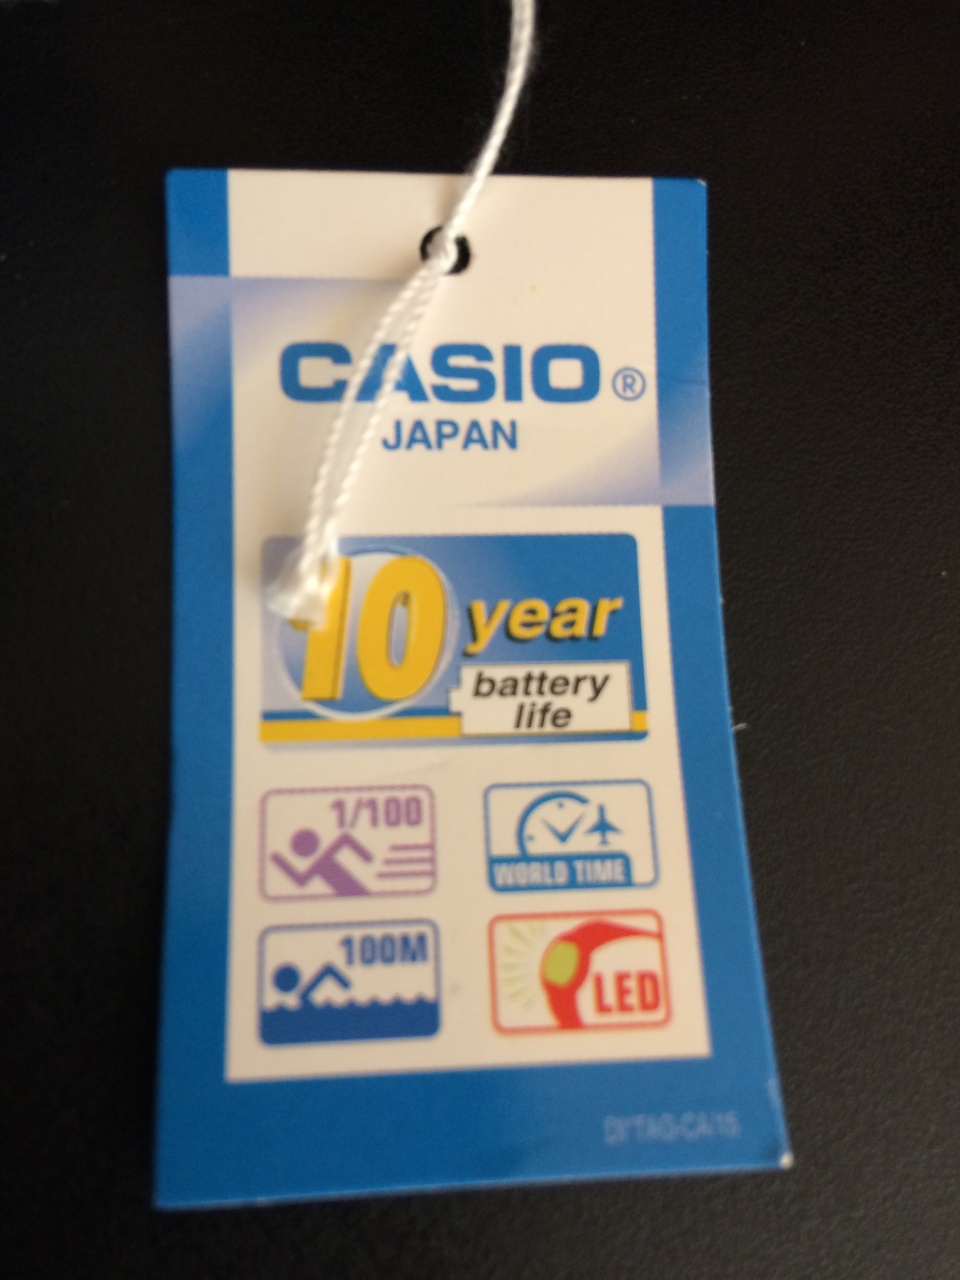 CASIO®
JAPAN
10 year
battery
life
1/100
WORLD TIME
100M
LED